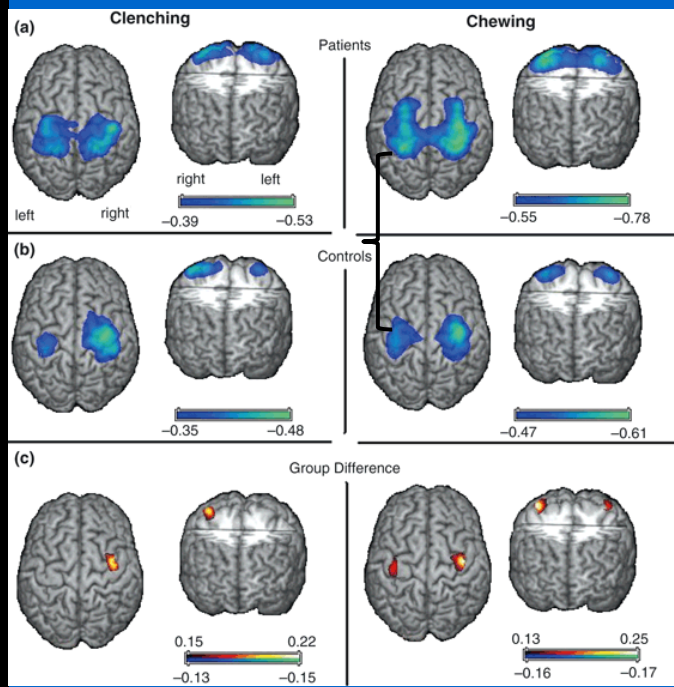 Clenching
Chewing
(a)
Patients
right left
left right
−0.39 −0.53
−0.55 −0.78
(b)
Controls
−0.35 −0.48
−0.47 −0.61
(c)
Group Difference
0.15 0.22
−0.13 −0.15
0.13 0.25
−0.16 −0.17